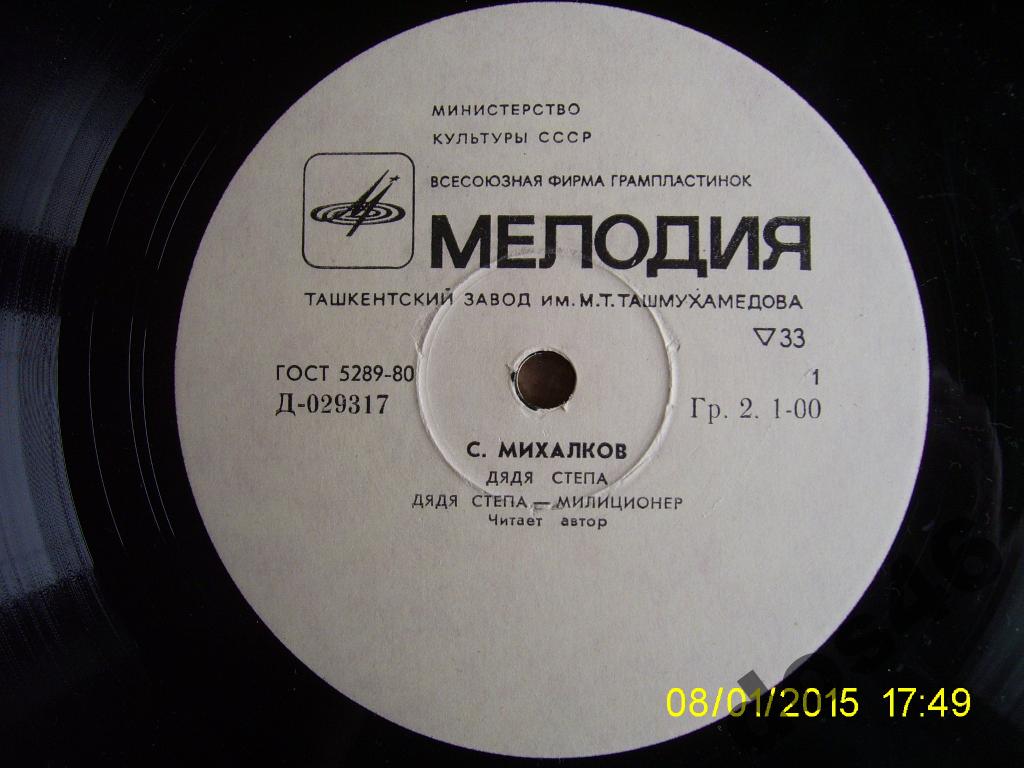 МИНИСТЕРСТВО
КУЛЬТУРЫ СССР
ВСЕСОЮЗНАЯ ФИРМА ГРАМПЛАСТИНОК
МЕЛОДИЯ
ТАШКЕНТСКИЙ ЗАВОД ИМ. М.Т. ТАШМУХАМЕДОВА
▽33
ГОСТ 5289-80 1
Д-029317 Гр. 2. 1-00
С. МИХАЛКОВ
ДЯДЯ СТЕПА
ДЯДЯ СТЕПА — МИЛИЦИОНЕР
Читает автор
08/01/2015 17:49